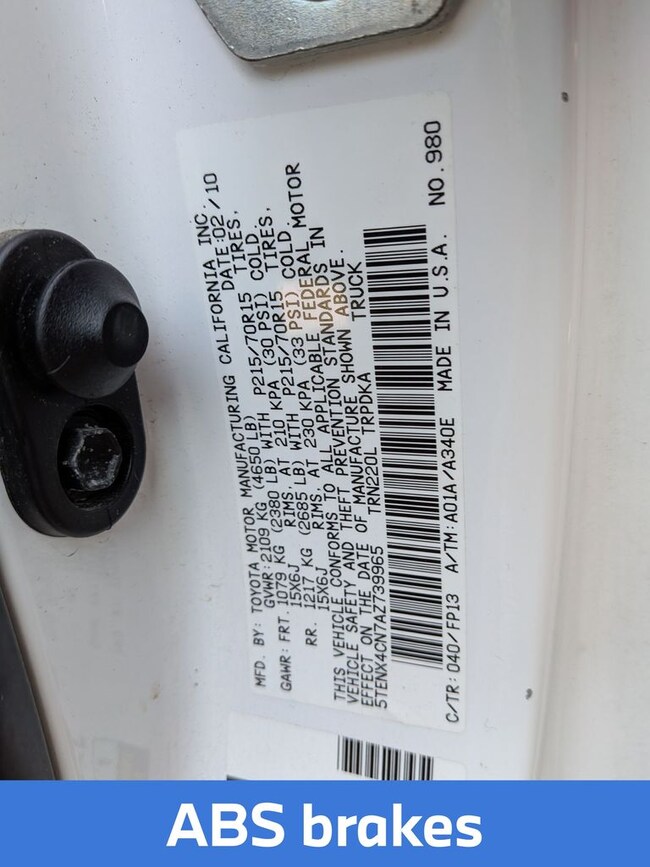 MFD. BY: TOYOTA MOTOR MANUFACTURING CALIFORNIA INC.
DATE: 02/10
GVWR: 2109 KG (4650 LB)
GAWR: FRT. 1079 KG (2380 LB) WITH P215/70R15 TIRES,
15X6J RIMS, AT 210 KPA (30 PSI) COLD.
RR. 1217 KG (2685 LB) WITH P215/70R15 TIRES,
15X6J RIMS, AT 230 KPA (33 PSI) COLD.
THIS VEHICLE CONFORMS TO ALL APPLICABLE FEDERAL MOTOR
VEHICLE SAFETY AND THEFT PREVENTION STANDARDS IN
EFFECT ON THE DATE OF MANUFACTURE SHOWN ABOVE.
5TENX4CN7AZ739965 TRN220L TRPDKA TRUCK
C/TR: 040/FP13 A/TM: A01A/A340E MADE IN U.S.A. NO. 980
ABS brakes